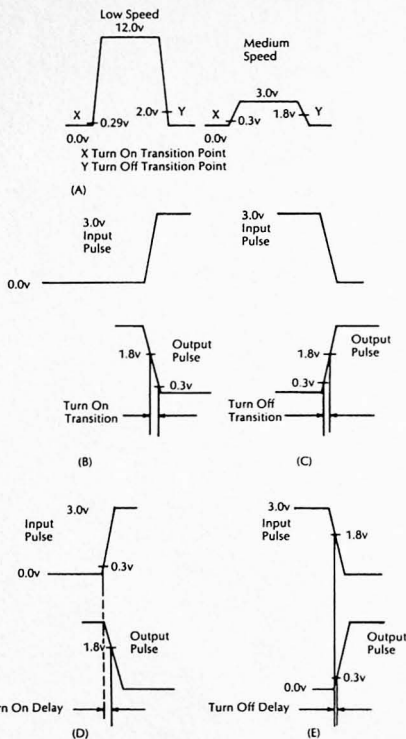 Low Speed
12.0v
Medium
Speed
3.0v
X
Y
2.0v
0.29v
0.0v
X
Y
1.8v
0.3v
0.0v
X Turn On Transition Point
Y Turn Off Transition Point
(A)
3.0v
Input
Pulse
0.0v
3.0v
Input
Pulse
1.8v
Output
Pulse
0.3v
Turn On
Transition
(B)
1.8v
Output
Pulse
0.3v
Turn Off
Transition
(C)
3.0v
Input
Pulse
0.0v
0.3v
3.0v
Input
Pulse
1.8v
1.8v
Output
Pulse
On Delay
(D)
Output
Pulse
0.0v
0.3v
Turn Off Delay
(E)